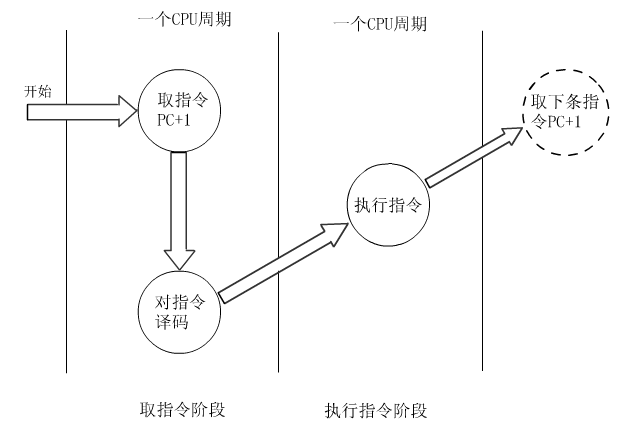 一个CPU周期
一个CPU周期
开始
取指令
PC+1
取下条指
令PC+1
执行指令
对指令
译码
取指令阶段
执行指令阶段